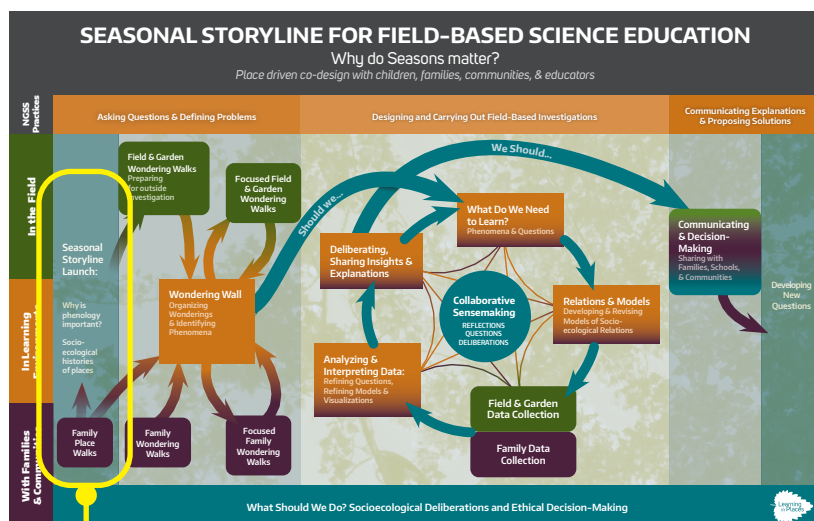 SEASONAL STORYLINE FOR FIELD-BASED SCIENCE EDUCATION
Why do Seasons matter?
Place driven co-design with children, families, communities, & educators
NGSS
Practices
Asking Questions & Defining Problems
Designing and Carrying Out Field-Based Investigations
Communicating Explanations
& Proposing Solutions
In the Field
In Learning
With Families
& Communities
Seasonal
Storyline
Launch:
Why is
phenology
important?
Socio-
ecological
histories
of places
Family
Place
Walks
Field & Garden
Wondering Walks
Preparing
for outside
investigation
Focused Field
& Garden
Wondering
Walks
Wondering Wall
Organizing
Wonderings
& Identifying
Phenomena
Family
Wondering
Walks
Focused
Family
Wondering
Walks
Should we...
We Should...
What Do We Need
to Learn?
Phenomena & Questions
Deliberating,
Sharing Insights &
Explanations
Collaborative
Sensemaking
REFLECTIONS
QUESTIONS
DELIBERATIONS
Relations & Models
Developing & Revising
Models of Socio-
ecological Relations
Analyzing &
Interpreting Data:
Refining Questions,
Refining Models &
Visualizations
Field & Garden
Data Collection
Family Data
Collection
Communicating
& Decision-
Making
Sharing with
Families, Schools,
& Communities
Developing
New
Questions
What Should We Do? Socioecological Deliberations and Ethical Decision-Making
Learning
in Places